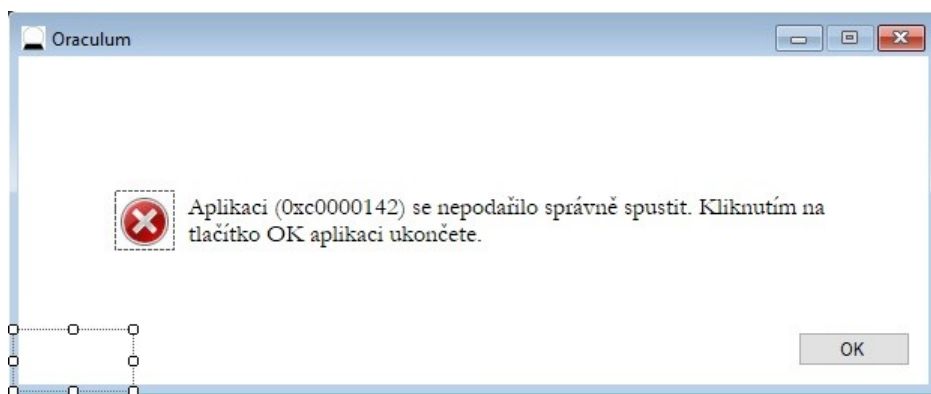 Oraculum
Aplikaci (0xc0000142) se nepodařilo správně spustit. Kliknutím na
tlačítko OK aplikaci ukončete.
OK